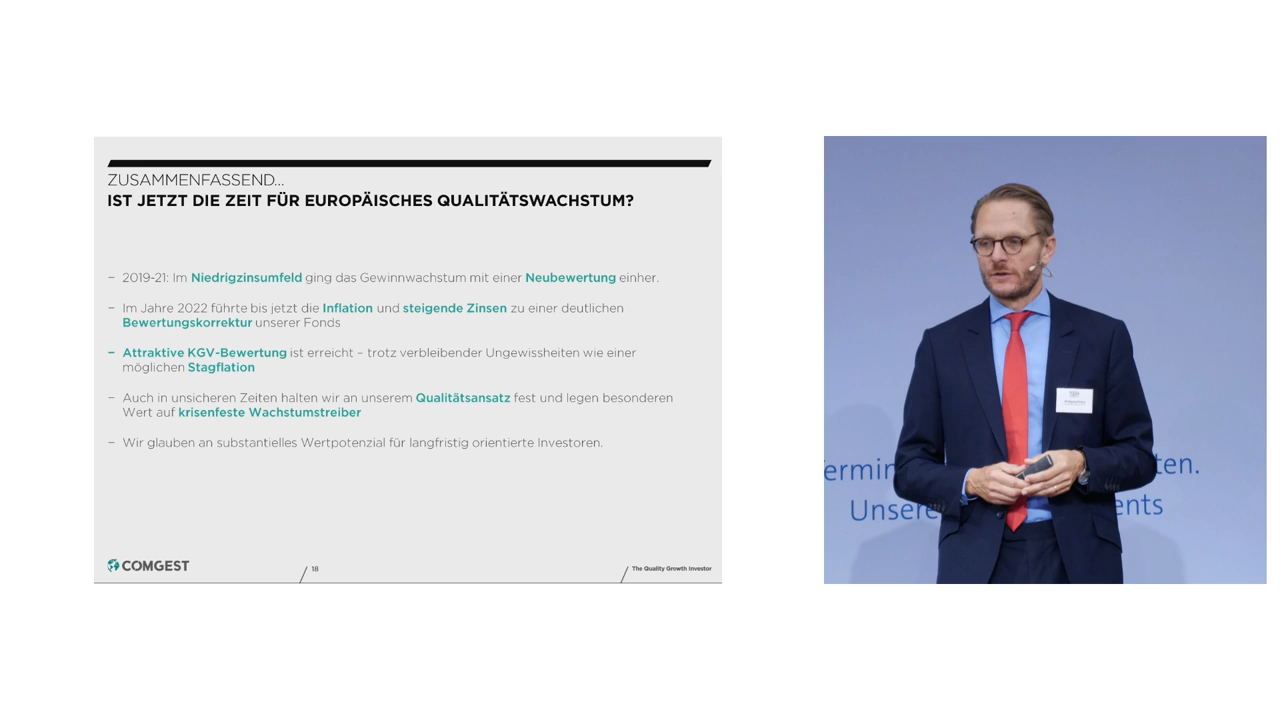 ZUSAMMENFASSEND...
IST JETZT DIE ZEIT FÜR EUROPÄISCHES QUALITÄTSWACHSTUM?
– 2019-21: Im Niedrigzinsumfeld ging das Gewinnwachstum mit einer Neubewertung einher.
– Im Jahre 2022 führte bis jetzt die Inflation und steigende Zinsen zu einer deutlichen
Bewertungskorrektur unserer Fonds
– Attraktive KGV-Bewertung ist erreicht – trotz verbleibender Ungewissheiten wie einer
möglichen Stagflation
– Auch in unsicheren Zeiten halten wir an unserem Qualitätsansatz fest und legen besonderen
Wert auf krisenfeste Wachstumstreiber
– Wir glauben an substantielles Wertpotenzial für langfristig orientierte Investoren.
COMGEST
18
The Quality Growth Investor
ermin ten.
Unsere ents